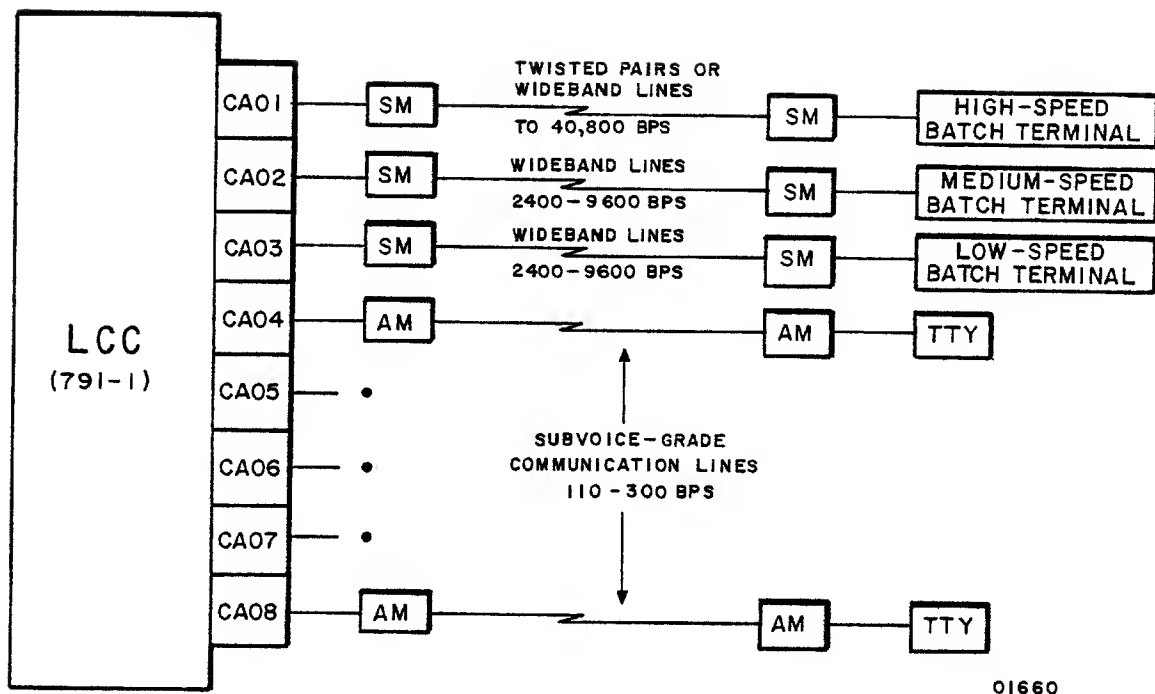 LCC
(791-1)
CA01
SM
TWISTED PAIRS OR
WIDEBAND LINES
TO 40,800 BPS
SM
HIGH-SPEED
BATCH TERMINAL
CA02
SM
WIDEBAND LINES
2400-9600 BPS
SM
MEDIUM-SPEED
BATCH TERMINAL
CA03
SM
WIDEBAND LINES
2400-9600 BPS
SM
LOW-SPEED
BATCH TERMINAL
CA04
AM
AM
TTY
CA05
CA06
CA07
SUBVOICE-GRADE
COMMUNICATION LINES
110-300 BPS
CA08
AM
AM
TTY
01660